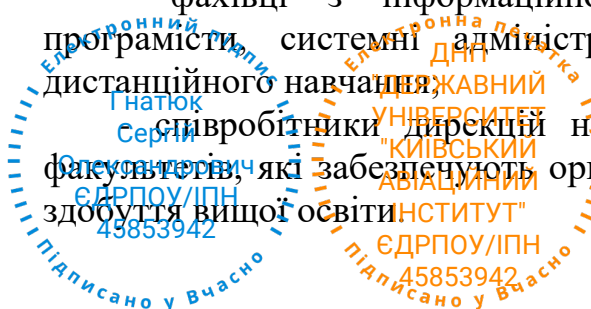 фахівці з інформаційно
програмісти, системні адміністр
дистанційного навчання;
- співробітники дирекцій н
факультетів, які забезпечують орг
здобуття вищої освіти.
Електронний підпис
Гнатюк
Сергій
Олександрович
ЄДРПОУ/ІПН
45853942
Підписано у Вчасно
Електронна печатка
ДНП
"ДЕРЖАВНИЙ
УНІВЕРСИТЕТ
"КИЇВСЬКИЙ
АВІАЦІЙНИЙ
ІНСТИТУТ"
ЄДРПОУ/ІПН
45853942
Підписано у Вчасно